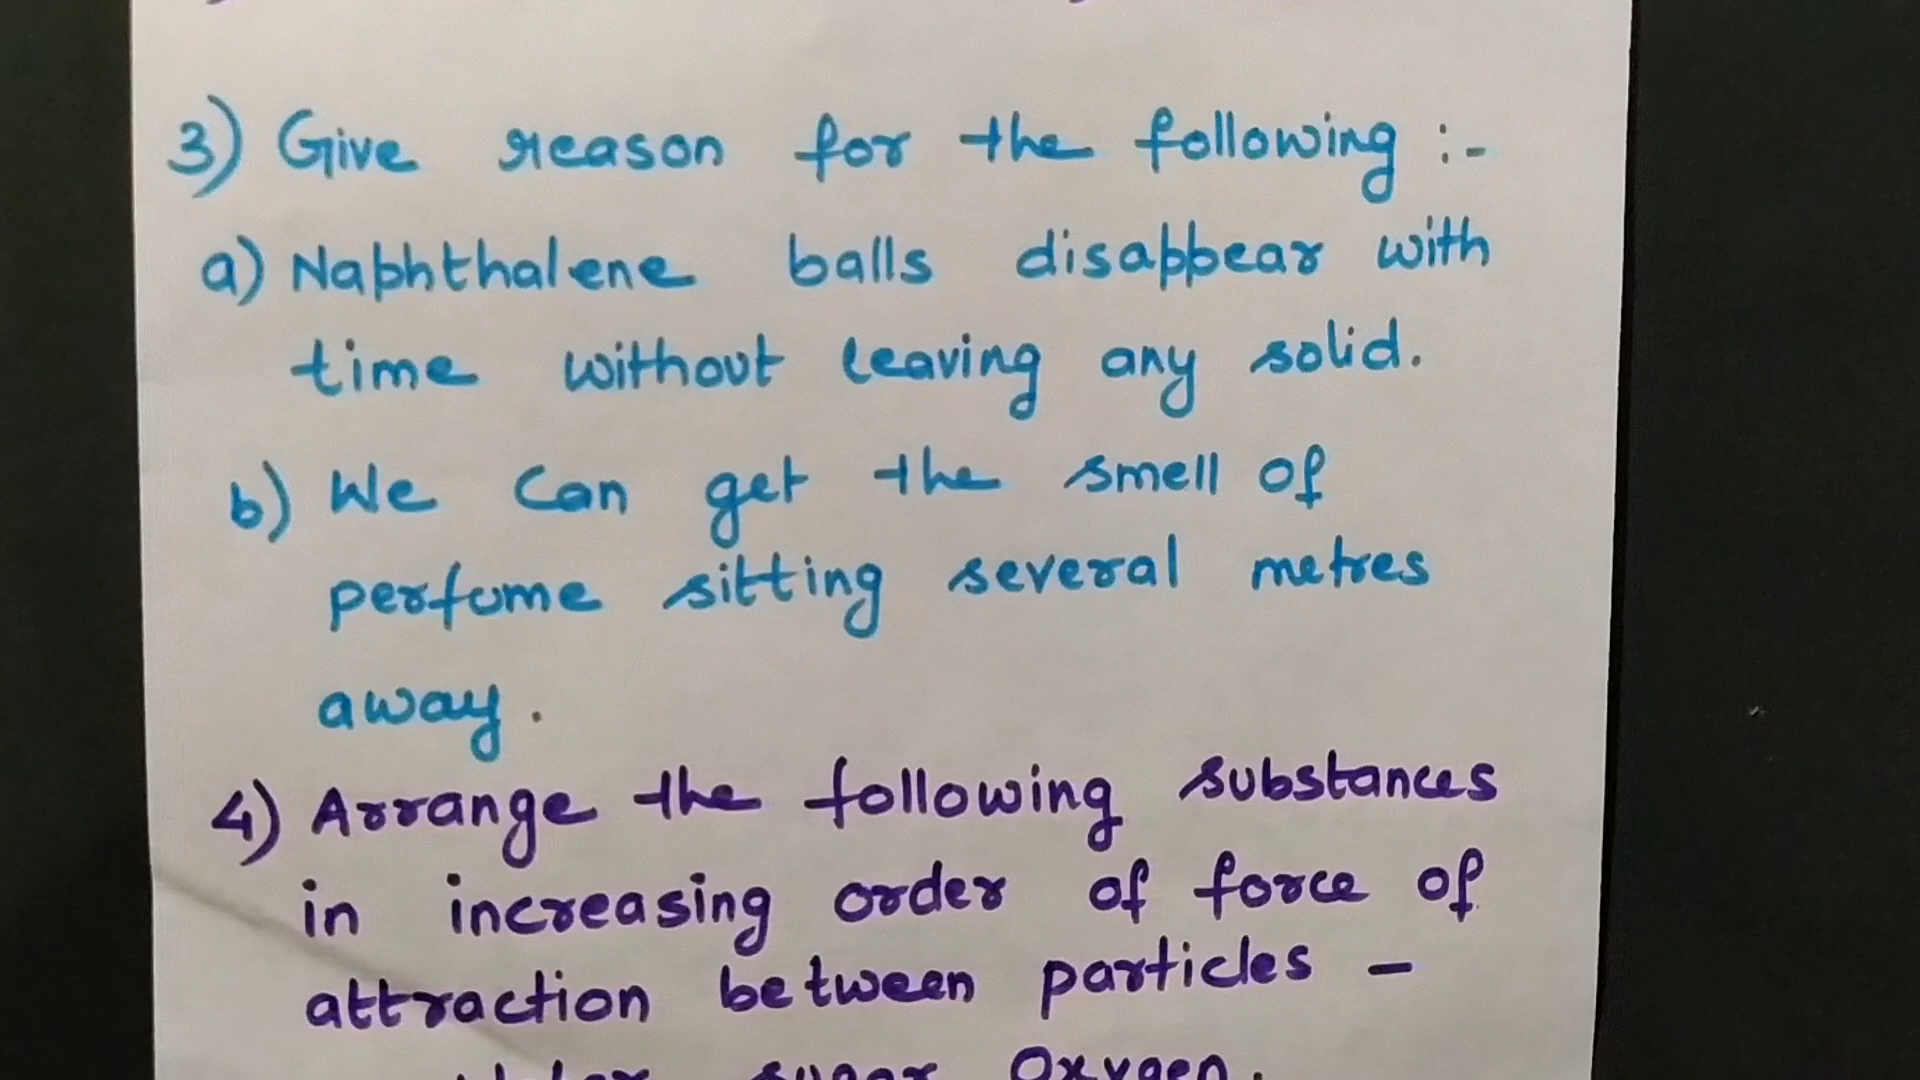 3) Give reason for the following :-
a) Naphthalene balls disappear with
time without leaving any solid.
b) We can get the smell of
perfume sitting several metres
away.
4) Arrange the following substances
in increasing order of force of
attraction between particles -
sugar Oxygen.